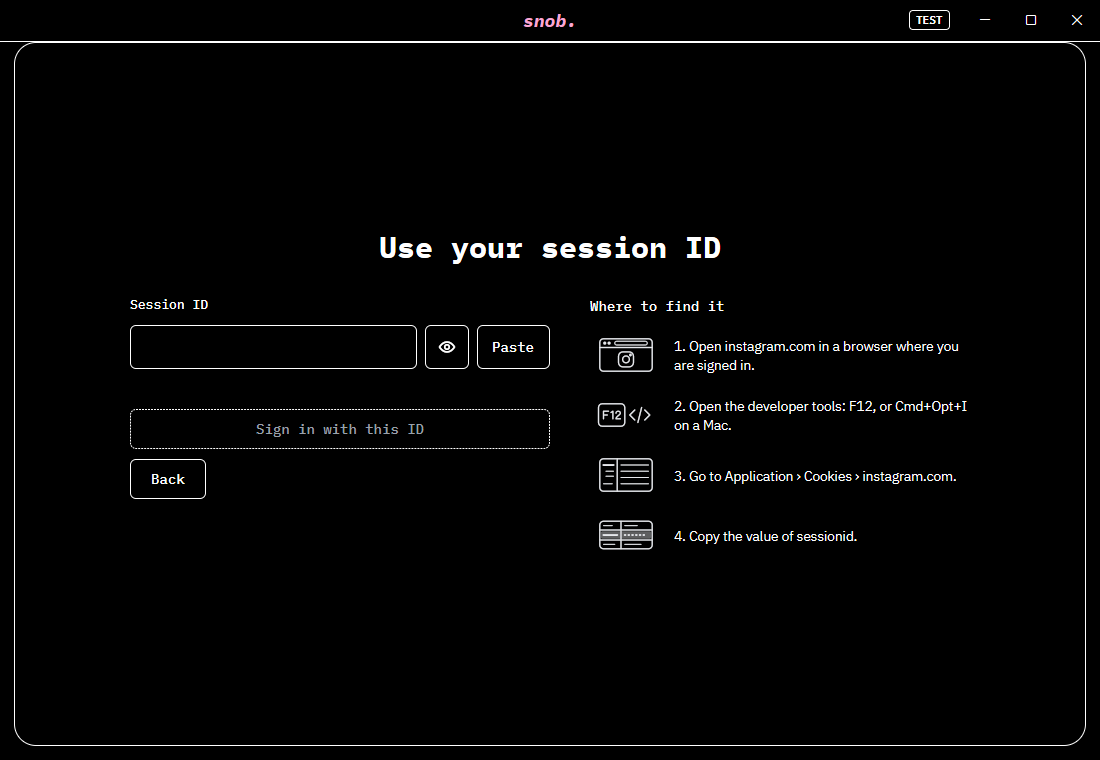 snob.
TEST
Use your session ID
Session ID
Paste
Sign in with this ID
Back
Where to find it
1. Open instagram.com in a browser where you
are signed in.
F12 </>
2. Open the developer tools: F12, or Cmd+Opt+I
on a Mac.
3. Go to Application › Cookies › instagram.com.
4. Copy the value of sessionid.